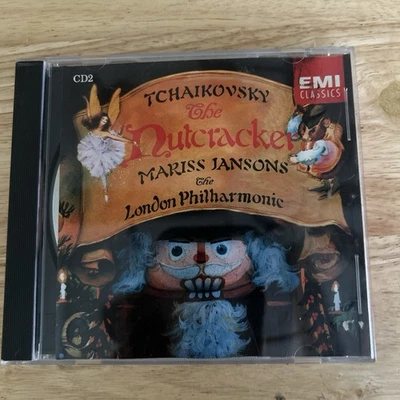 CD2
EMI
CLASSICS
TCHAIKOVSKY
The
Nutcracker
MARISS JANSONS
The
London Philharmonic